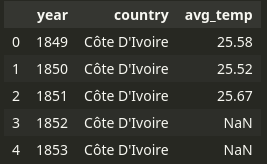 year country avg_temp
0 1849 Côte D'Ivoire 25.58
1 1850 Côte D'Ivoire 25.52
2 1851 Côte D'Ivoire 25.67
3 1852 Côte D'Ivoire NaN
4 1853 Côte D'Ivoire NaN